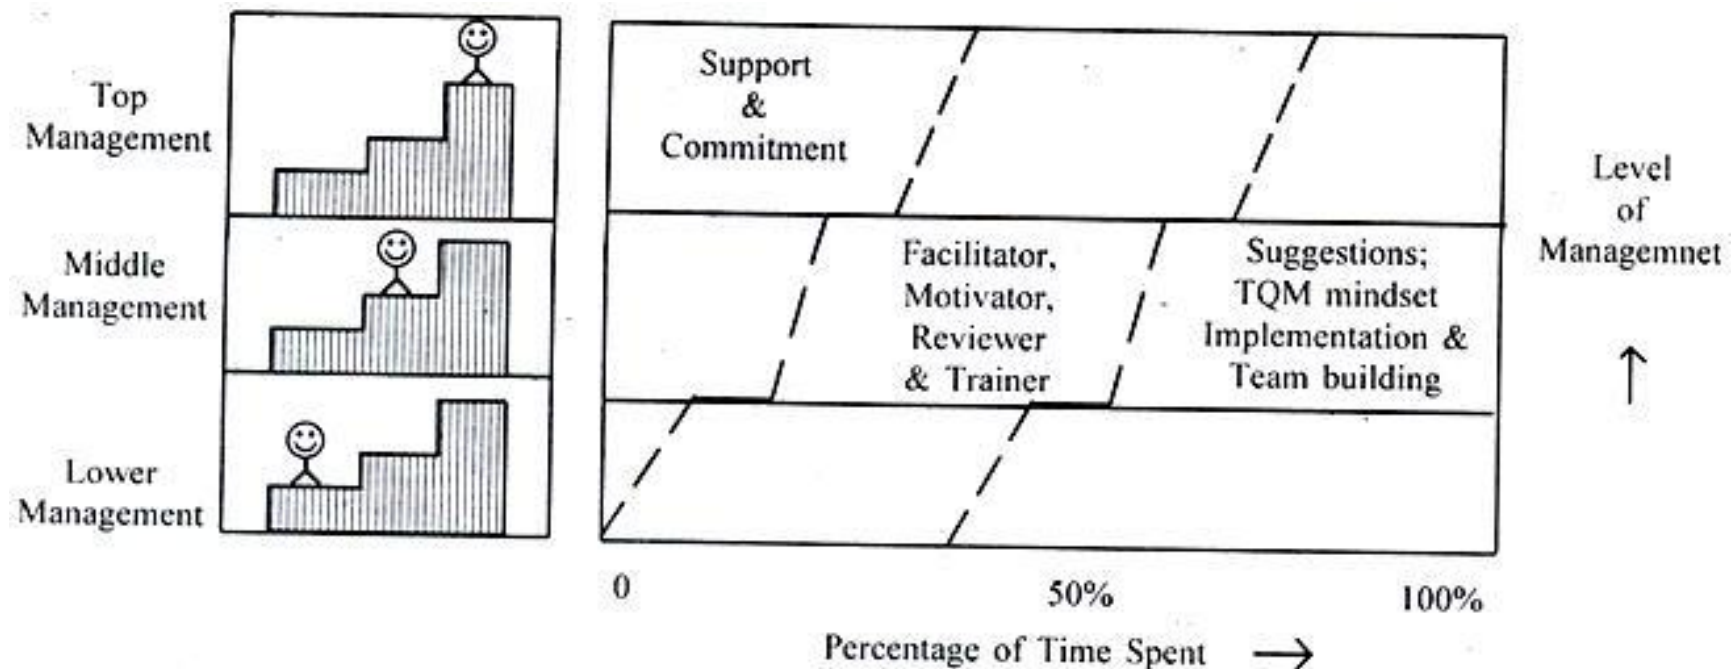 Top
Management
Middle
Management
Lower
Management
Support
&
Commitment
Facilitator,
Motivator,
Reviewer
& Trainer
Suggestions;
TQM mindset
Implementation &
Team building
Level
of
Managemnet
↑
0
50%
100%
Percentage of Time Spent →